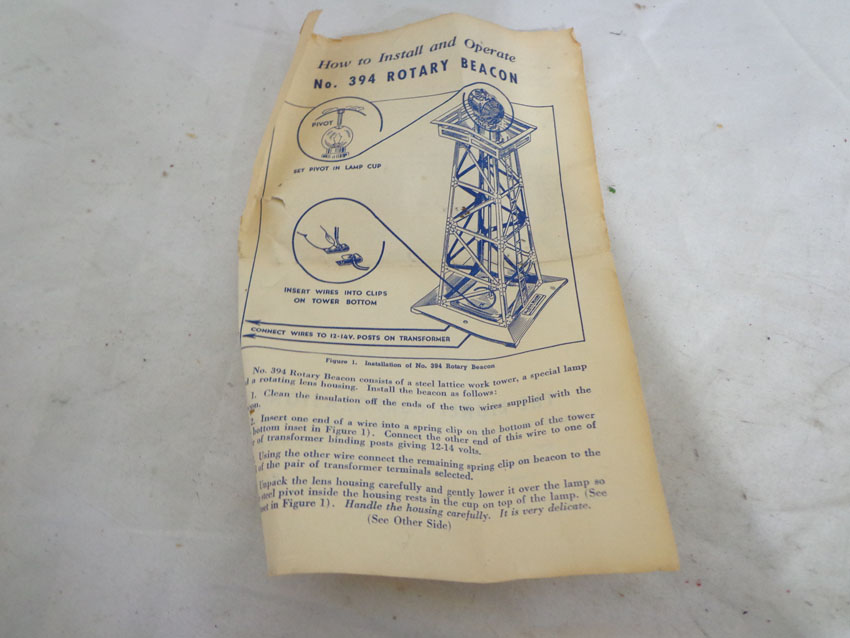 How to Install and Operate
No. 394 ROTARY BEACON
PIVOT
SET PIVOT IN LAMP CUP
INSERT WIRES INTO CLIPS
ON TOWER BOTTOM
CONNECT WIRES TO 12-14V. POSTS ON TRANSFORMER
Figure 1. Installation of No. 394 Rotary Beacon
No. 394 Rotary Beacon consists of a steel lattice work tower, a special lamp
a rotating lens housing. Install the beacon as follows:
1. Clean the insulation off the ends of the two wires supplied with the
2. Insert one end of a wire into a spring clip on the bottom of the tower
bottom inset in Figure 1). Connect the other end of this wire to one of
of transformer binding posts giving 12-14 volts.
Using the other wire connect the remaining spring clip on beacon to the
of the pair of transformer terminals selected.
Unpack the lens housing carefully and gently lower it over the lamp so
steel pivot inside the housing rests in the cup on top of the lamp. (See
in Figure 1). Handle the housing carefully. It is very delicate.
(See Other Side)